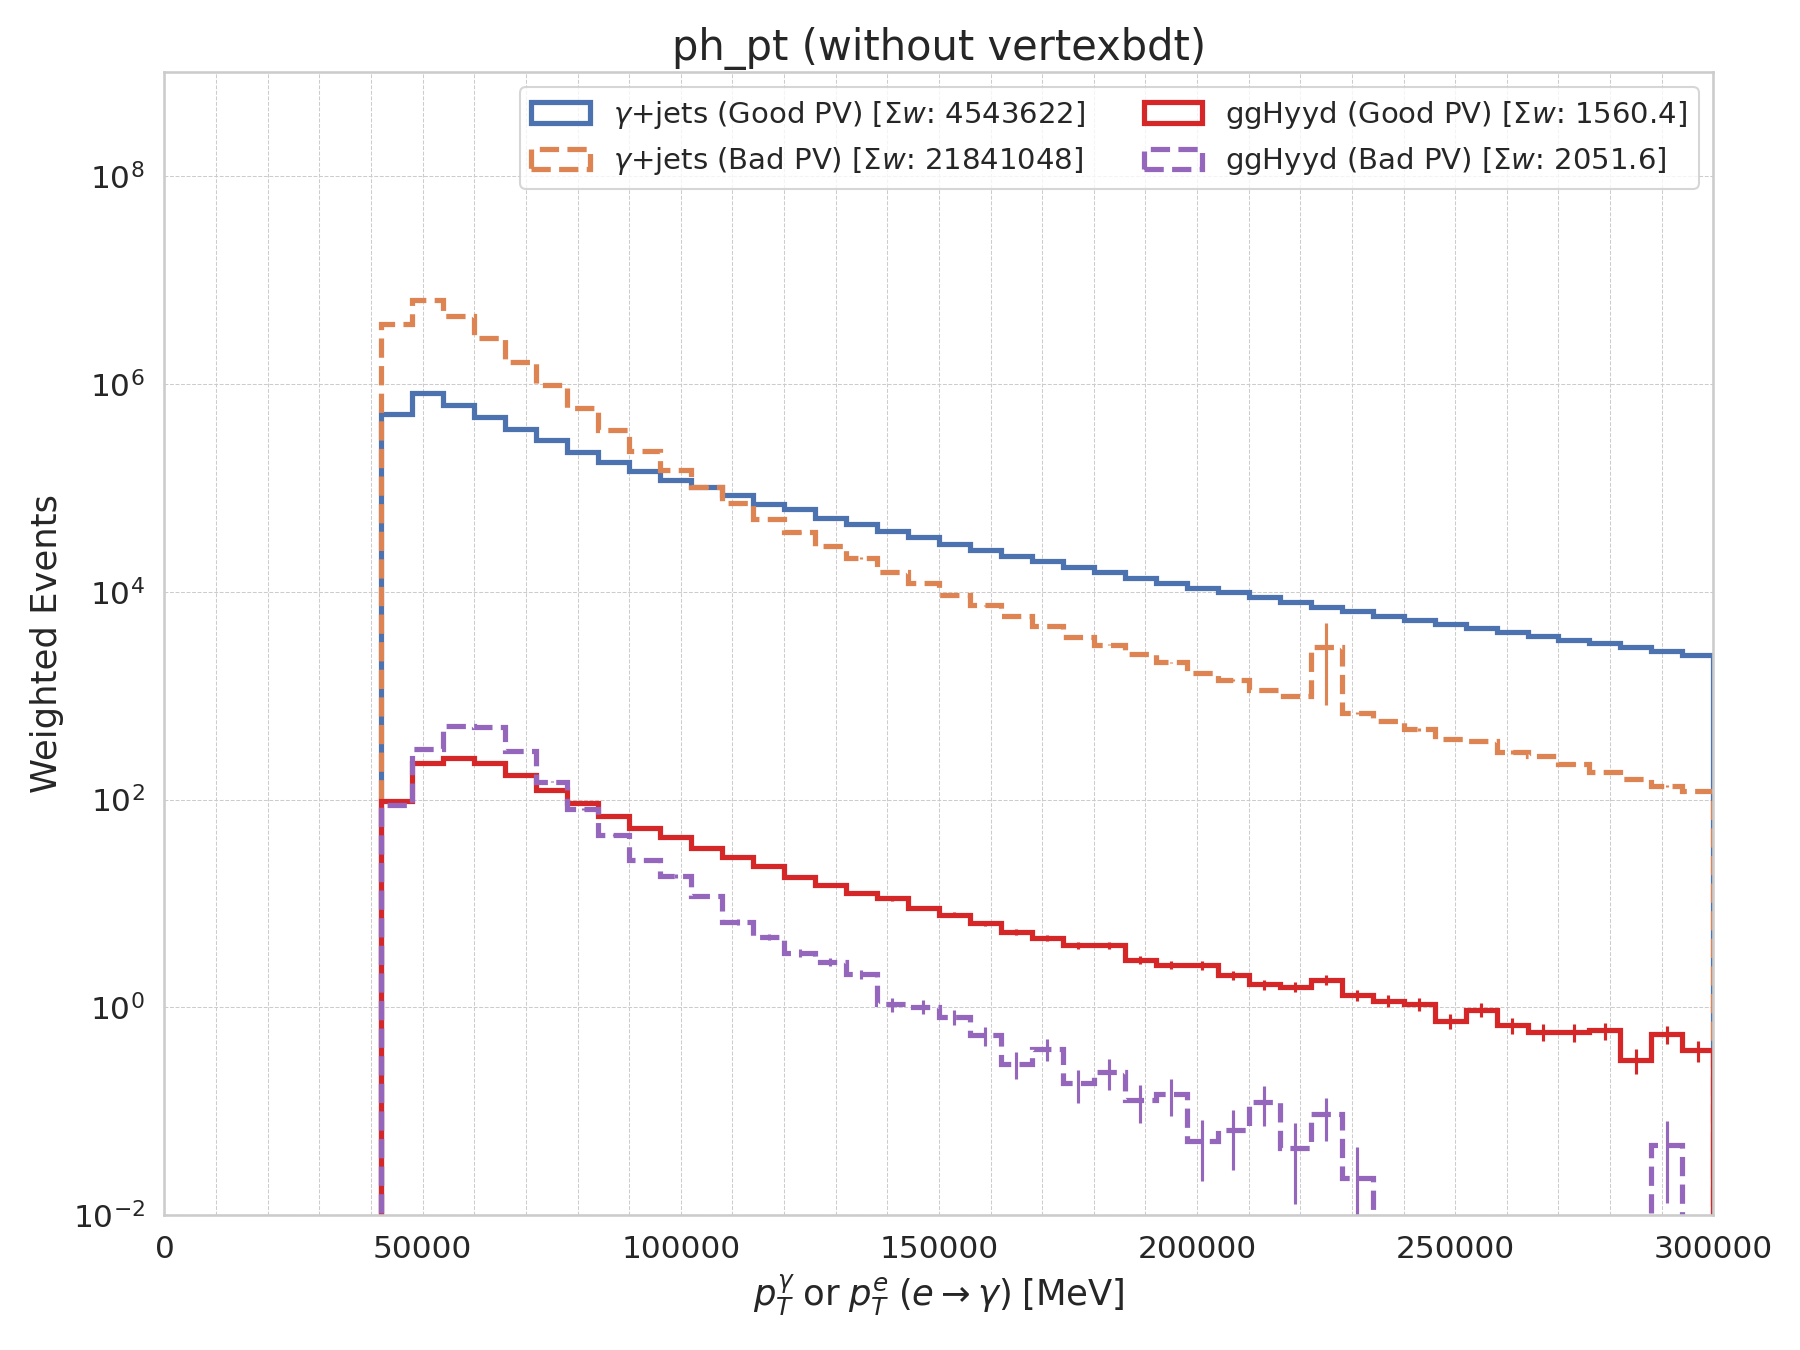 ph_pt (without vertexbdt)
γ+jets (Good PV) [Σw: 4543622]
γ+jets (Bad PV) [Σw: 21841048]
ggHyyd (Good PV) [Σw: 1560.4]
ggHyyd (Bad PV) [Σw: 2051.6]
Weighted Events
10^8
10^6
10^4
10^2
10^0
10^−2
0 50000 100000 150000 200000 250000 300000
p_T^γ or p_T^e (e→γ) [MeV]